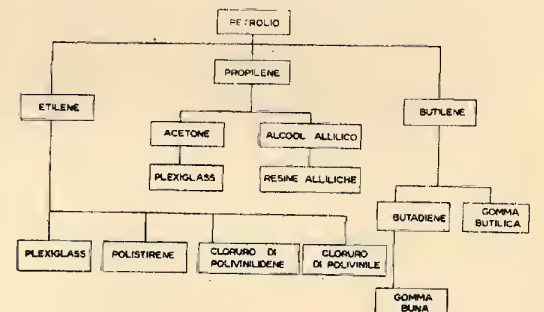 PETROLIO
PROPILENE
ETILENE
BUTILENE
ACETONE
ALCOOL ALLILICO
PLEXIGLASS
RESINE ALLILICHE
BUTADIENE
GOMMA
BUTILICA
PLEXIGLASS
POLISTIRENE
CLORURO DI
POLIVINILIDENE
CLORURO
DI POLIVINILE
GOMMA
BUNA